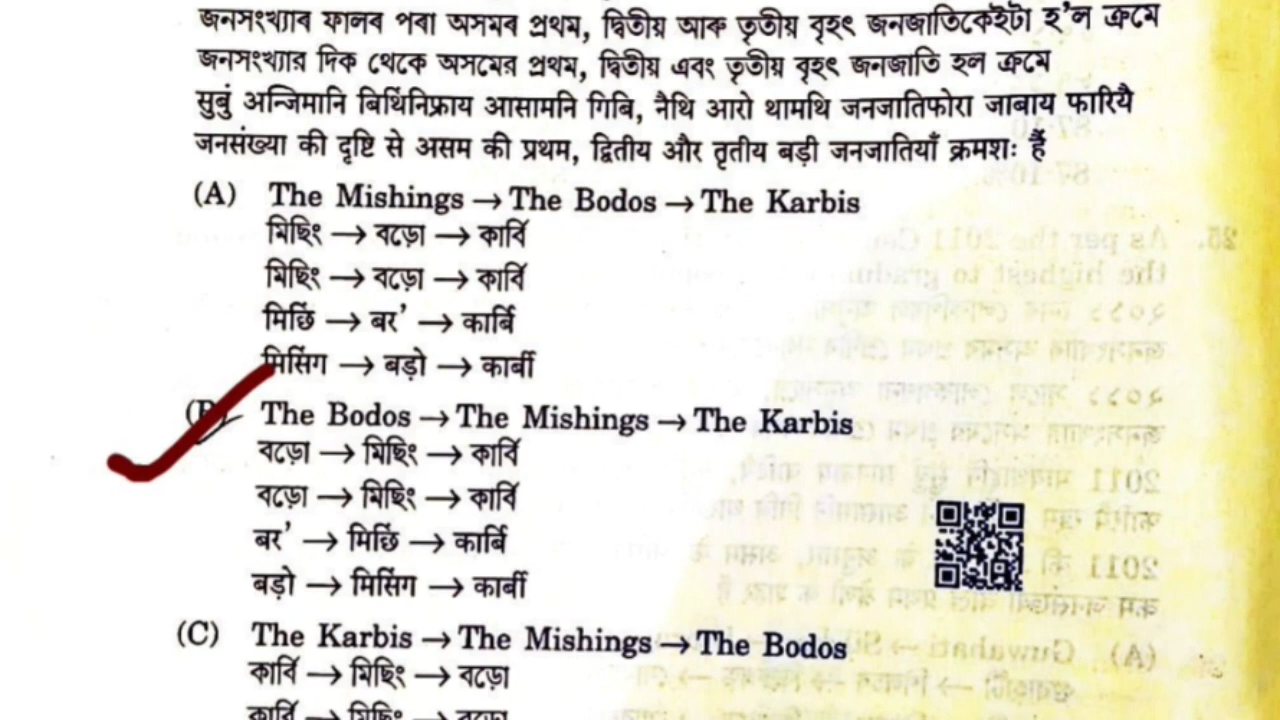 জনসংখ্যাৰ ফালৰ পৰা অসমৰ প্ৰথম, দ্বিতীয় আৰু তৃতীয় বৃহৎ জনজাতিকেইটা হ'ল ক্ৰমে
জনসংখ্যার দিক থেকে অসমের প্রথম, দ্বিতীয় এবং তৃতীয় বৃহৎ জনজাতি হল ক্রমে
सुबुं अन्जिमानि बिथिंनिफ्राय आसामनि गिबि, नैथि आरो थामथि जनजातिफोरा जाबाय फारियै
जनसंख्या की दृष्टि से असम की प्रथम, द्वितीय और तृतीय बड़ी जनजातियाँ क्रमशः हैं
(A) The Mishings → The Bodos → The Karbis
মিছিং → বড়ো → কাৰ্বি
মিছিং → বড়ো → কার্বি
मिछिं → बर' → कार्बि
मिसिंग → बड़ो → कार्बी
(B) The Bodos → The Mishings → The Karbis
বড়ো → মিছিং → কাৰ্বি
বড়ো → মিছিং → কার্বি
बर' → मिछिं → कार्बि
बड़ो → मिसिंग → कार्बी
(C) The Karbis → The Mishings → The Bodos
কাৰ্বি → মিছিং → বড়ো
কার্বি → মিছিং → বড়ো